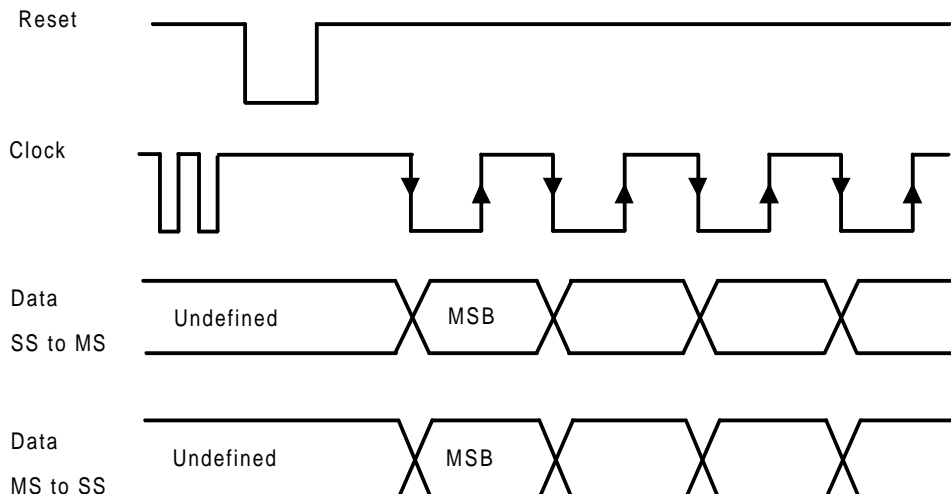 Reset
Clock
Data
SS to MS
Undefined
MSB
Data
MS to SS
Undefined
MSB